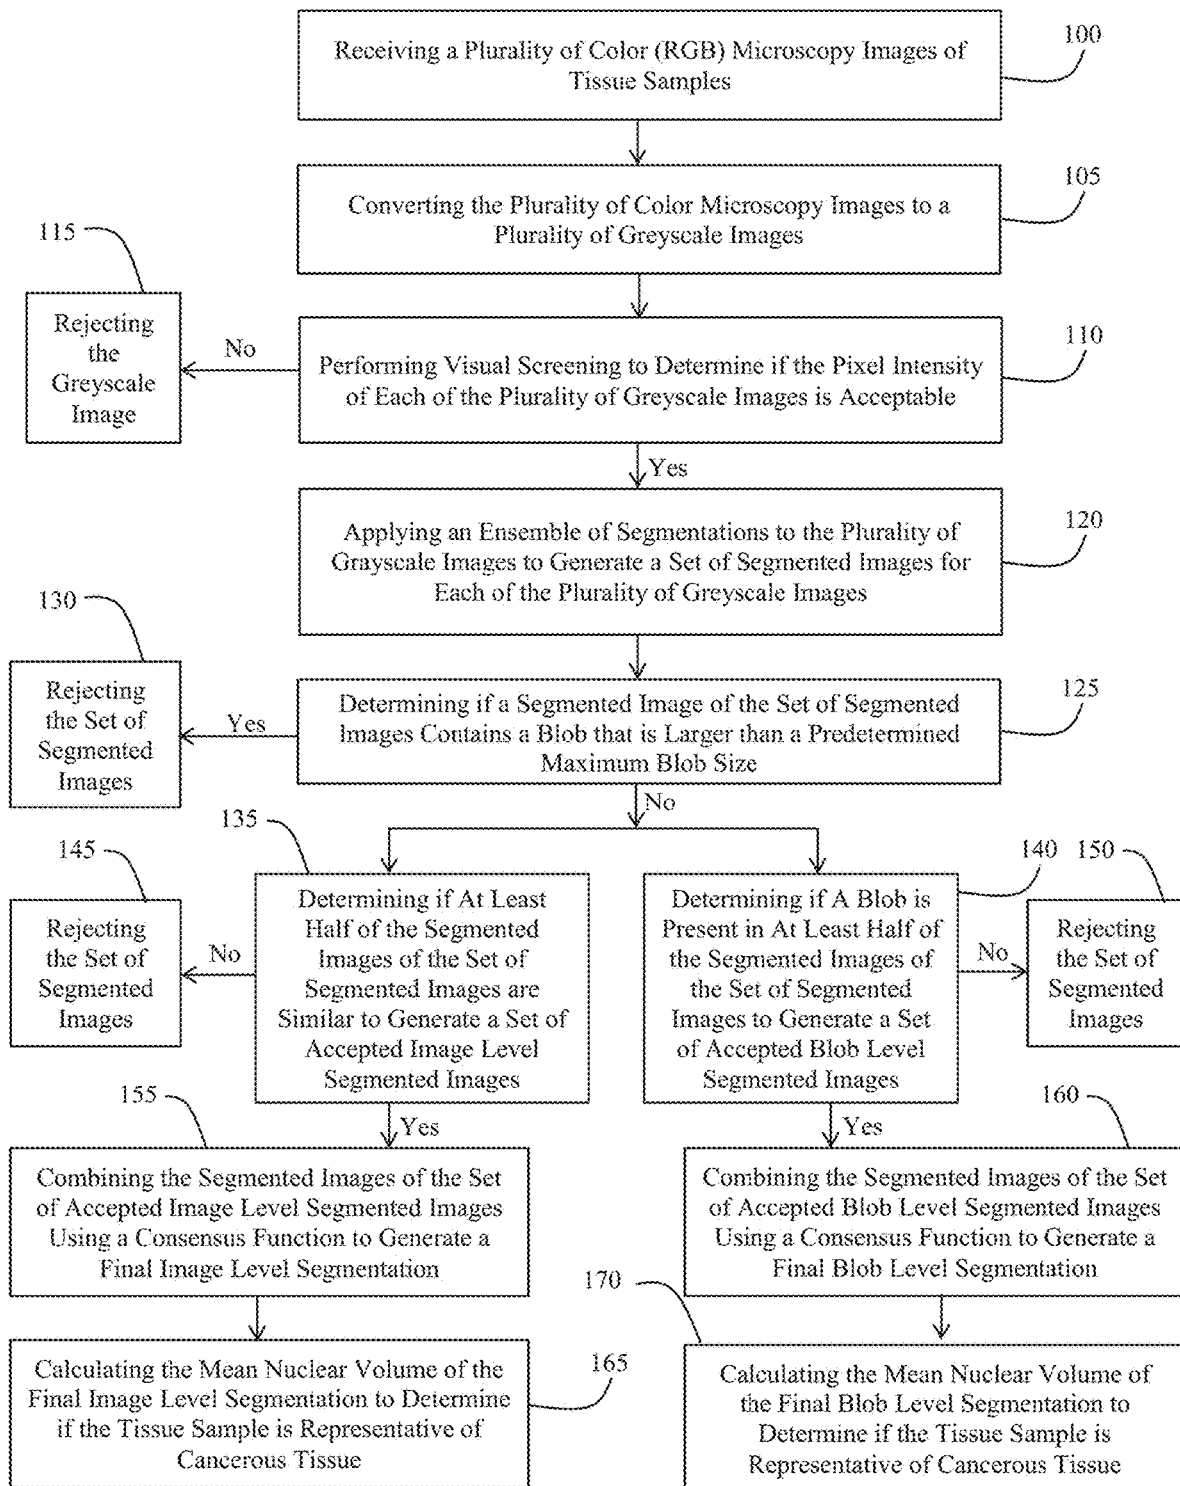 Receiving a Plurality of Color (RGB) Microscopy Images of
Tissue Samples
100
Converting the Plurality of Color Microscopy Images to a
Plurality of Greyscale Images
105
115
Rejecting
the
Greyscale
Image
No
Performing Visual Screening to Determine if the Pixel Intensity
of Each of the Plurality of Greyscale Images is Acceptable
110
Yes
Applying an Ensemble of Segmentations to the Plurality of
Grayscale Images to Generate a Set of Segmented Images for
Each of the Plurality of Greyscale Images
120
130
Rejecting
the Set of
Segmented
Images
Yes
Determining if a Segmented Image of the Set of Segmented
Images Contains a Blob that is Larger than a Predetermined
Maximum Blob Size
125
No
135
145
Rejecting
the Set of
Segmented
Images
No
Determining if At Least
Half of the Segmented
Images of the Set of
Segmented Images are
Similar to Generate a Set of
Accepted Image Level
Segmented Images
140
Determining if A Blob is
Present in At Least Half of
the Segmented Images of
the Set of Segmented
Images to Generate a Set
of Accepted Blob Level
Segmented Images
No
150
Rejecting
the Set of
Segmented
Images
155
Yes
Yes
160
Combining the Segmented Images of the Set
of Accepted Image Level Segmented Images
Using a Consensus Function to Generate a
Final Image Level Segmentation
Combining the Segmented Images of the Set
of Accepted Blob Level Segmented Images
Using a Consensus Function to Generate a
Final Blob Level Segmentation
170
Calculating the Mean Nuclear Volume of the
Final Image Level Segmentation to Determine
if the Tissue Sample is Representative of
Cancerous Tissue
165
Calculating the Mean Nuclear Volume of
the Final Blob Level Segmentation to
Determine if the Tissue Sample is
Representative of Cancerous Tissue